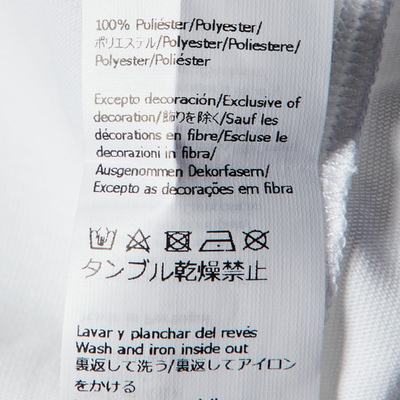 100% Poliéster/Polyester/
ポリエステル/Polyester/Poliestere/
Polyester/Poliéster
Excepto decoración/Exclusive of
decoration/飾りを除く/Sauf les
décorations en fibre/Escluse le
decorazioni in fibra/
Ausgenommen Dekorfasern/
Excepto as decorações em fibra
タンブル乾燥禁止
Lavar y planchar del revés
Wash and iron inside out
裏返して洗う/裏返してアイロン
をかける